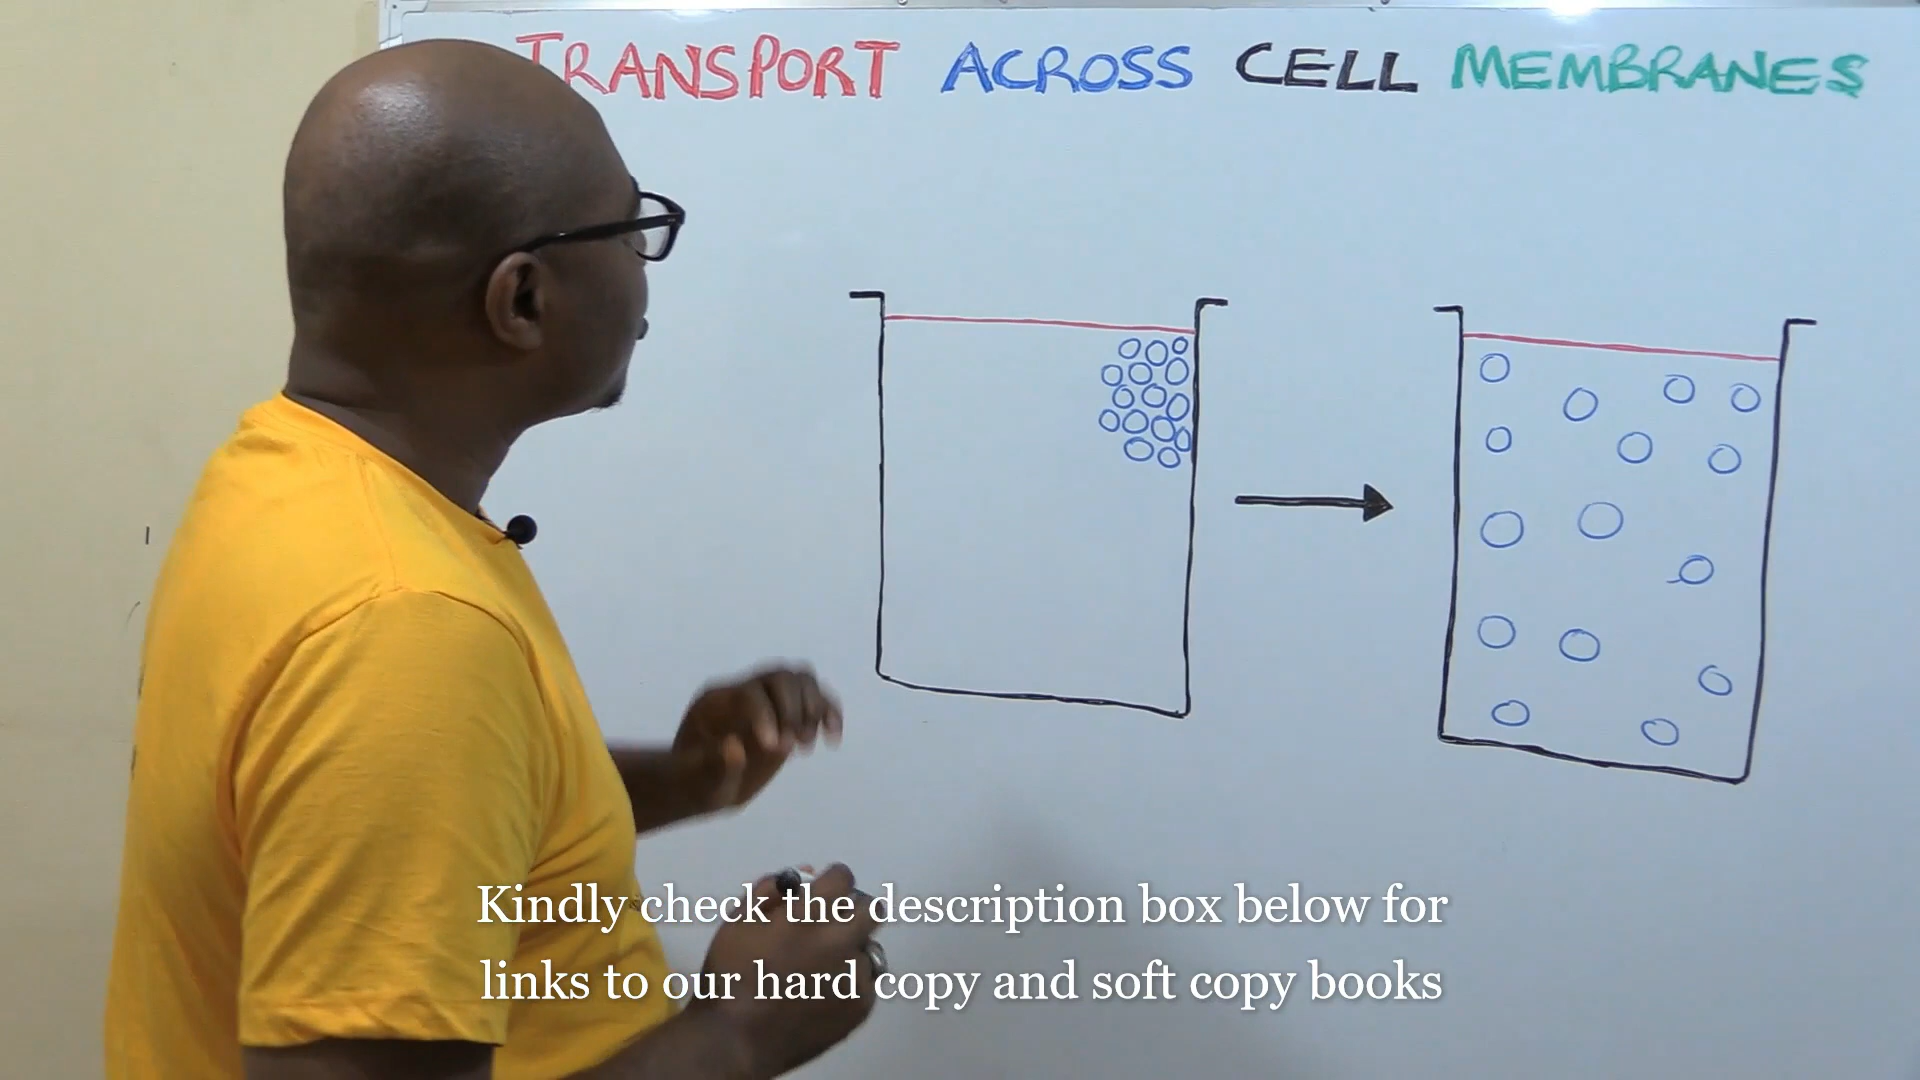 TRANSPORT ACROSS CELL MEMBRANES
Kindly check the description box below for
links to our hard copy and soft copy books